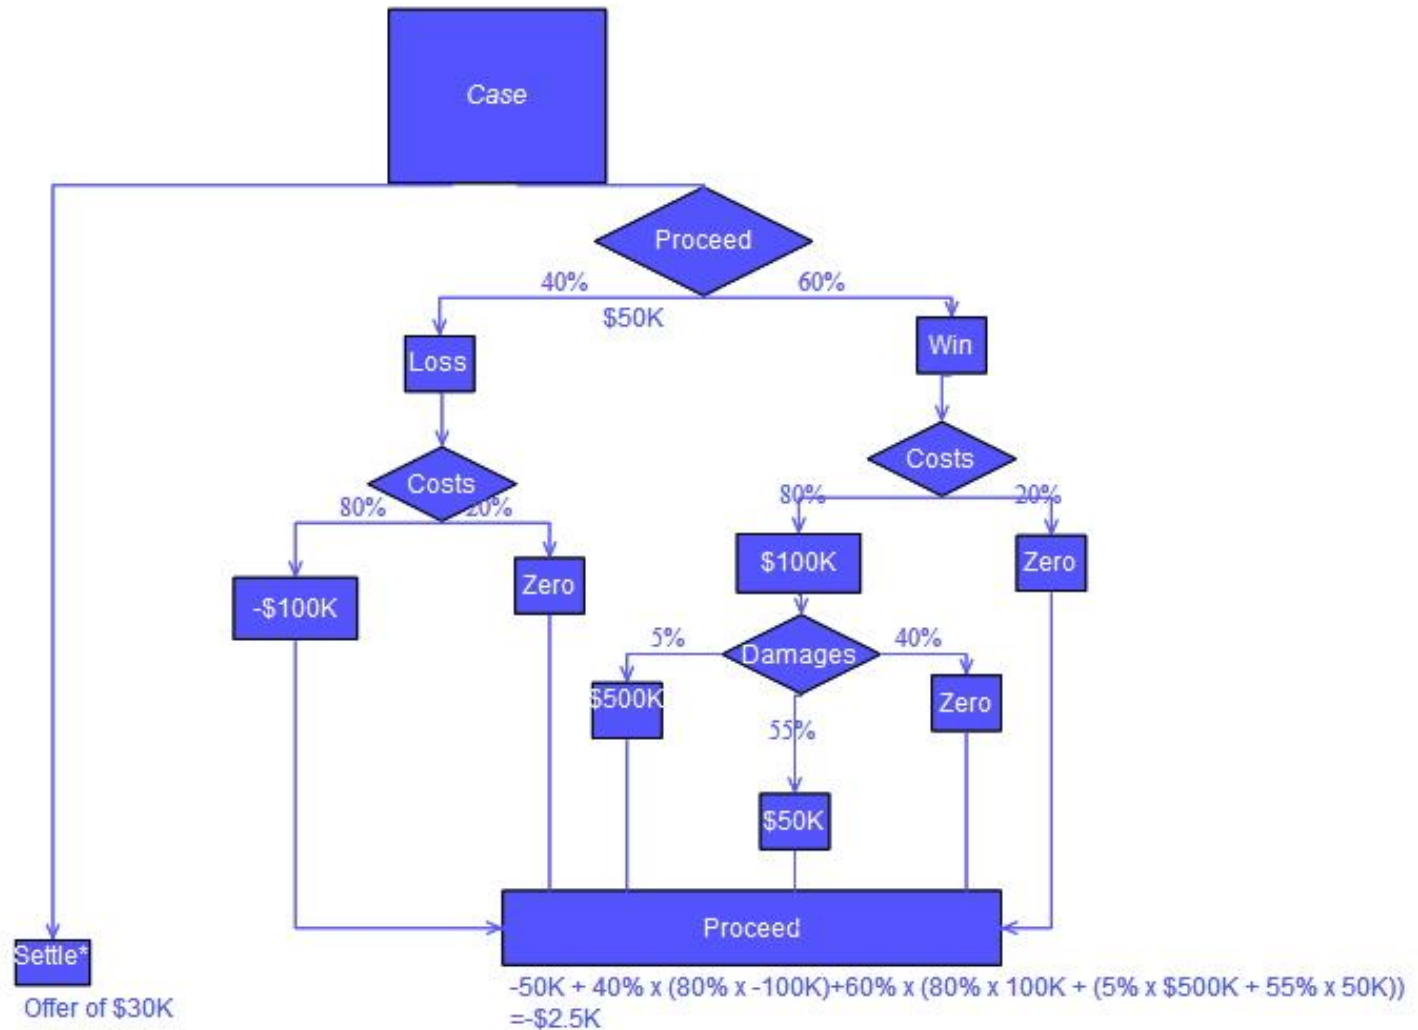 Case
Proceed
40%
60%
$50K
Loss
Win
Costs
Costs
80%
20%
80%
20%
-$100K
Zero
$100K
Zero
5%
Damages
40%
$500K
Zero
55%
$50K
Proceed
Settle*
Offer of $30K
-50K + 40% x (80% x -100K)+60% x (80% x 100K + (5% x $500K + 55% x 50K))
=-$2.5K